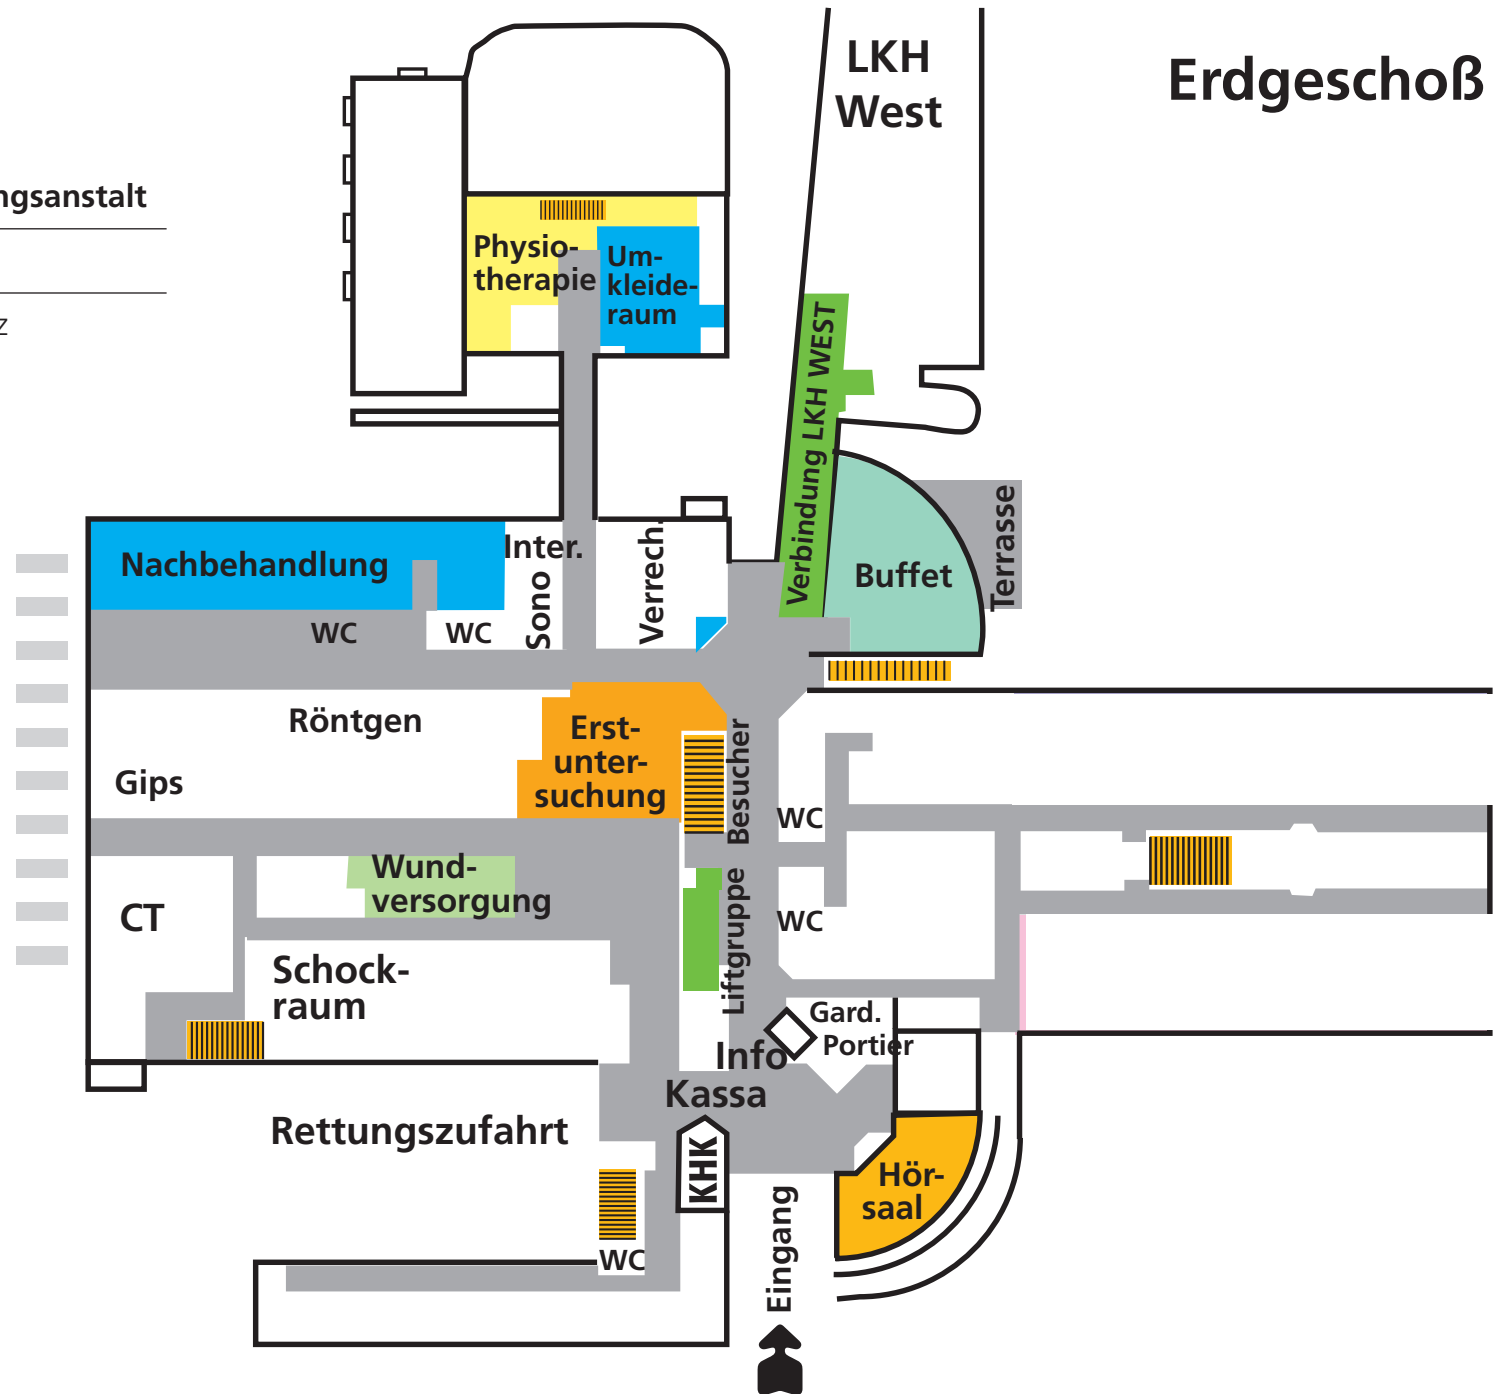 LKH
West
Erdgeschoß
ngsanstalt
z
Physio-
therapie
Um-
kleide-
raum
Verbindung LKH WEST
Terrasse
Buffet
Nachbehandlung
Inter.
Sono
Verrech.
WC
WC
Röntgen
Gips
Erst-
unter-
suchung
Besucher
WC
Wund-
versorgung
CT
Liftgruppe
WC
Schock-
raum
Gard.
Portier
Info
Kassa
Rettungszufahrt
KHK
Hör-
saal
Eingang
WC